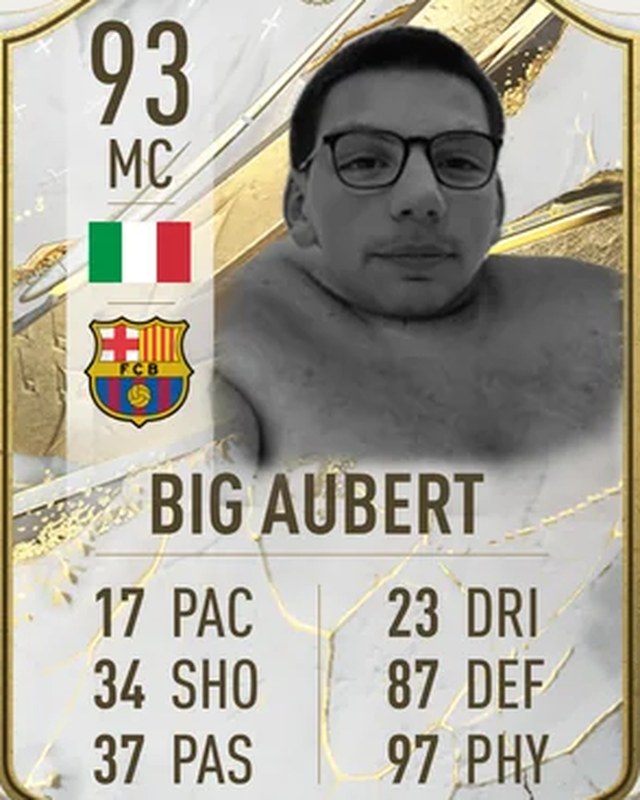 93
MC
FCB
BIG AUBERT
17 PAC
34 SHO
37 PAS
23 DRI
87 DEF
97 PHY